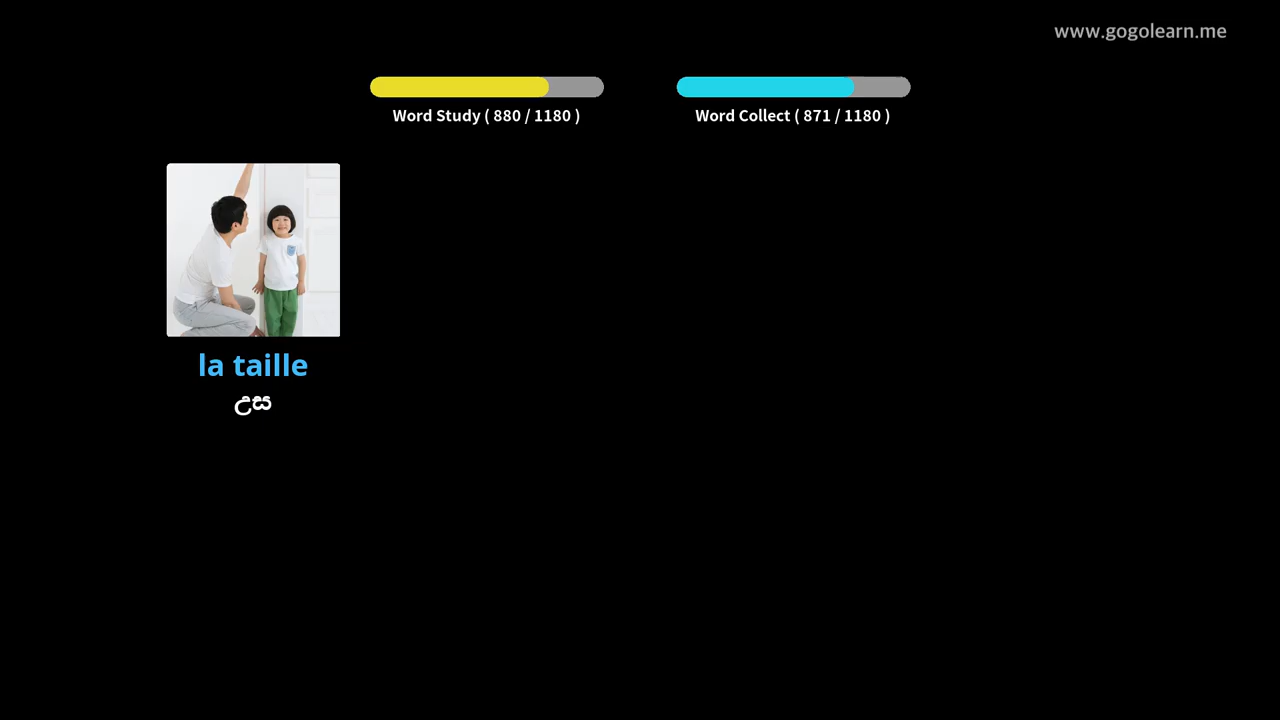 www.gogolearn.me
Word Study ( 880 / 1180 )
Word Collect ( 871 / 1180 )
la taille
උස